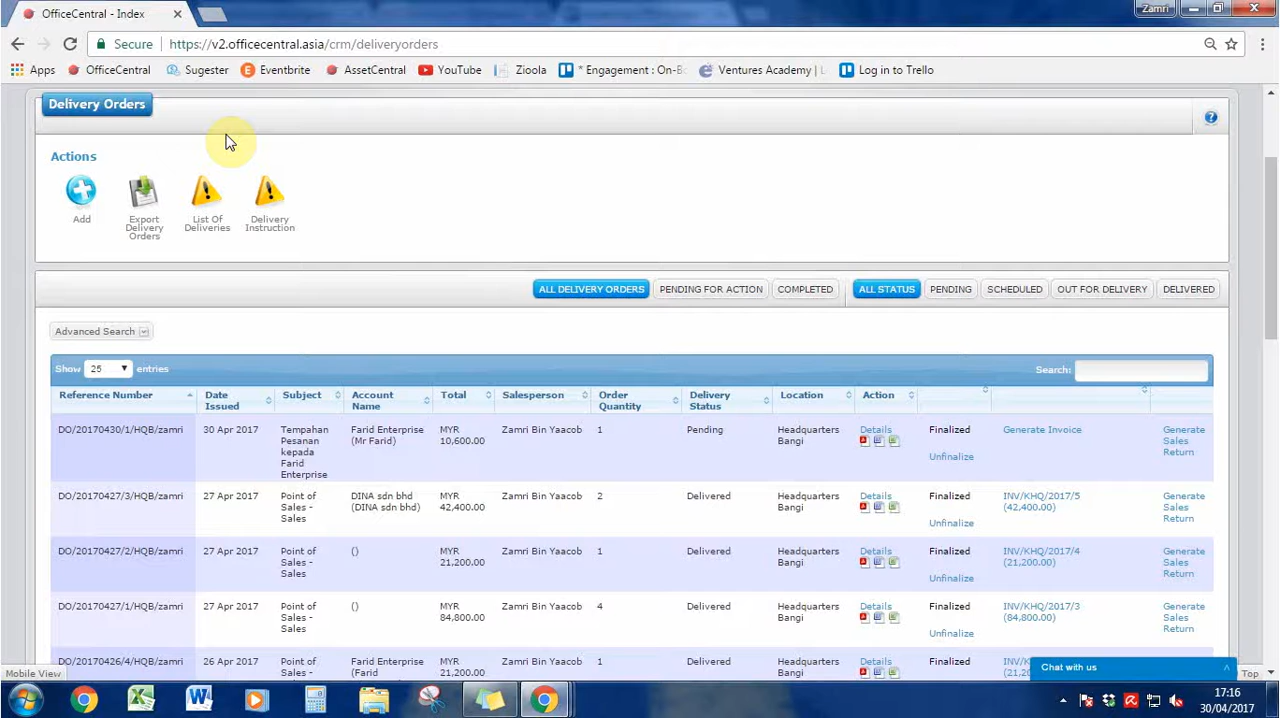 OfficeCentral - Index
Zamri
Secure
https://v2.officecentral.asia/crm/deliveryorders
Apps
OfficeCentral
Sugester
Eventbrite
AssetCentral
YouTube
Zioola
* Engagement : On-B
Ventures Academy | L
Log in to Trello
Delivery Orders
Actions
Add
Export Delivery Orders
List Of Deliveries
Delivery Instruction
ALL DELIVERY ORDERS PENDING FOR ACTION COMPLETED ALL STATUS PENDING SCHEDULED OUT FOR DELIVERY DELIVERED
Advanced Search
Show 25 entries
Search:
Reference Number Date Issued Subject Account Name Total Salesperson Order Quantity Delivery Status Location Action
DO/20170430/1/HQB/zamri 30 Apr 2017 Tempahan Pesanan kepada Farid Enterprise Farid Enterprise (Mr Farid) MYR 10,600.00 Zamri Bin Yaacob 1 Pending Headquarters Bangi Details Finalized Unfinalize Generate Invoice Generate Sales Return
DO/20170427/3/HQB/zamri 27 Apr 2017 Point of Sales - Sales DINA sdn bhd (DINA sdn bhd) MYR 42,400.00 Zamri Bin Yaacob 2 Delivered Headquarters Bangi Details Finalized Unfinalize INV/KHQ/2017/5 (42,400.00) Generate Sales Return
DO/20170427/2/HQB/zamri 27 Apr 2017 Point of Sales - Sales () MYR 21,200.00 Zamri Bin Yaacob 1 Delivered Headquarters Bangi Details Finalized Unfinalize INV/KHQ/2017/4 (21,200.00) Generate Sales Return
DO/20170427/1/HQB/zamri 27 Apr 2017 Point of Sales - Sales () MYR 84,800.00 Zamri Bin Yaacob 4 Delivered Headquarters Bangi Details Finalized Unfinalize INV/KHQ/2017/3 (84,800.00) Generate Sales Return
DO/20170426/4/HQB/zamri 26 Apr 2017 Point of Sales - Farid Enterprise (Farid MYR 21,200.00 Zamri Bin Yaacob 1 Delivered Headquarters Bangi Details Finalized Generate Sales
Chat with us
Mobile View
Top
17:16
30/04/2017